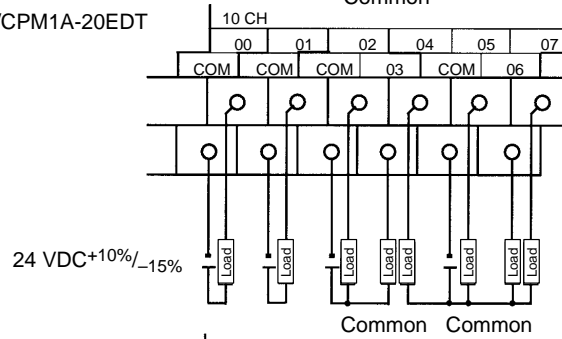 Common
/CPM1A-20EDT
10 CH
00 01 02 04 05 07
COM COM COM 03 COM 06
24 VDC+10%/–15%
Load Load Load Load Load Load Load Load
Common Common